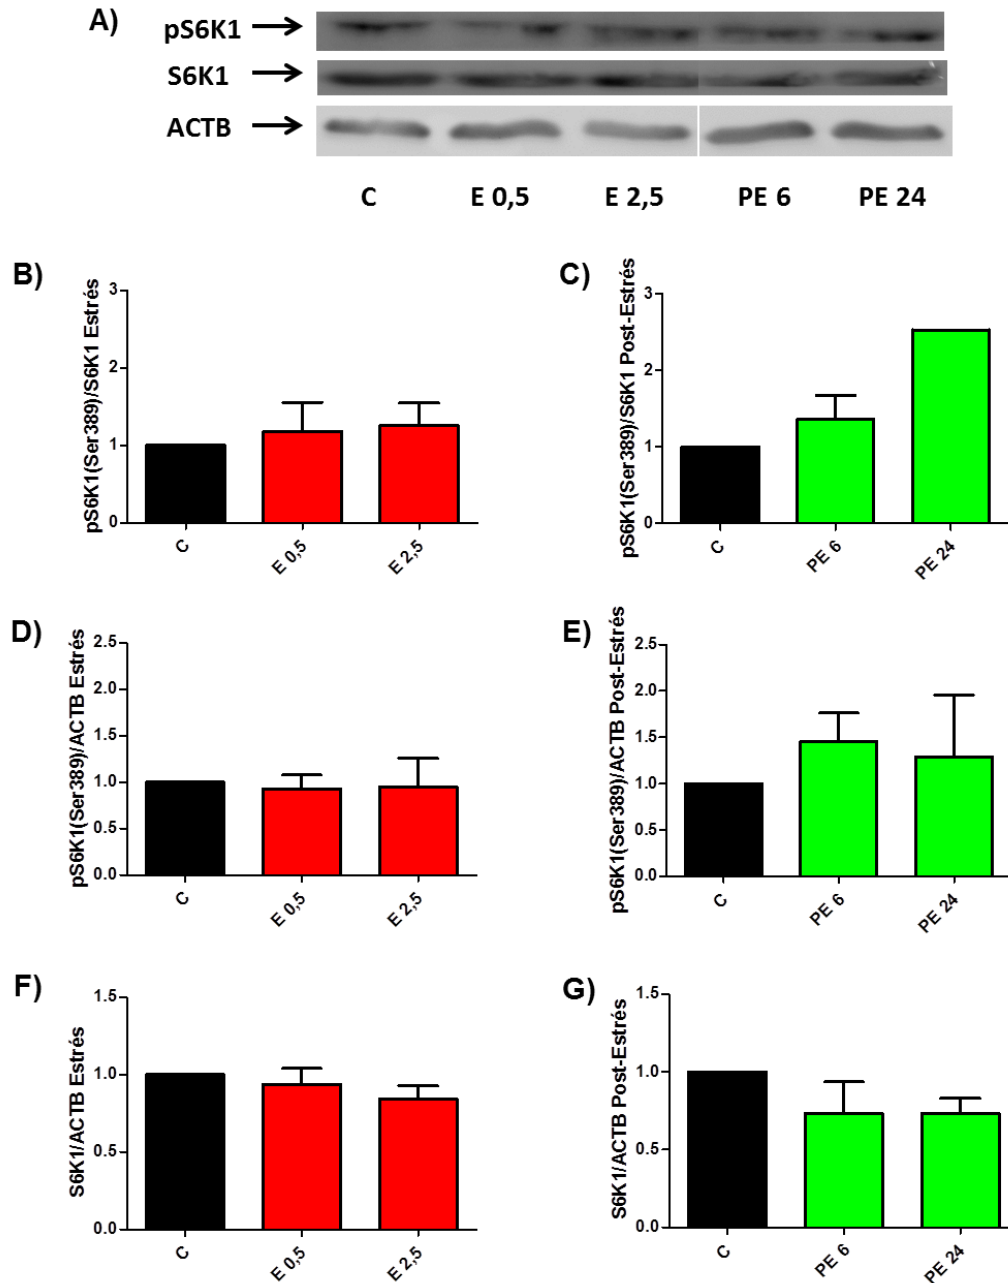 A)
pS6K1
S6K1
ACTB
C E 0,5 E 2,5 PE 6 PE 24
B)
pS6K1(Ser389)/S6K1 Estrés
3
2
1
0
C E 0,5 E 2,5
C)
pS6K1(Ser389)/S6K1 Post-Estrés
3
2
1
0
C PE 6 PE 24
D)
pS6K1(Ser389)/ACTB Estrés
2.5
2.0
1.5
1.0
0.5
0.0
C E 0,5 E 2,5
E)
pS6K1(Ser389)/ACTB Post-Estrés
2.5
2.0
1.5
1.0
0.5
0.0
C PE 6 PE 24
F)
S6K1/ACTB Estrés
1.5
1.0
0.5
0.0
C E 0,5 E 2,5
G)
S6K1/ACTB Post-Estrés
1.5
1.0
0.5
0.0
C PE 6 PE 24